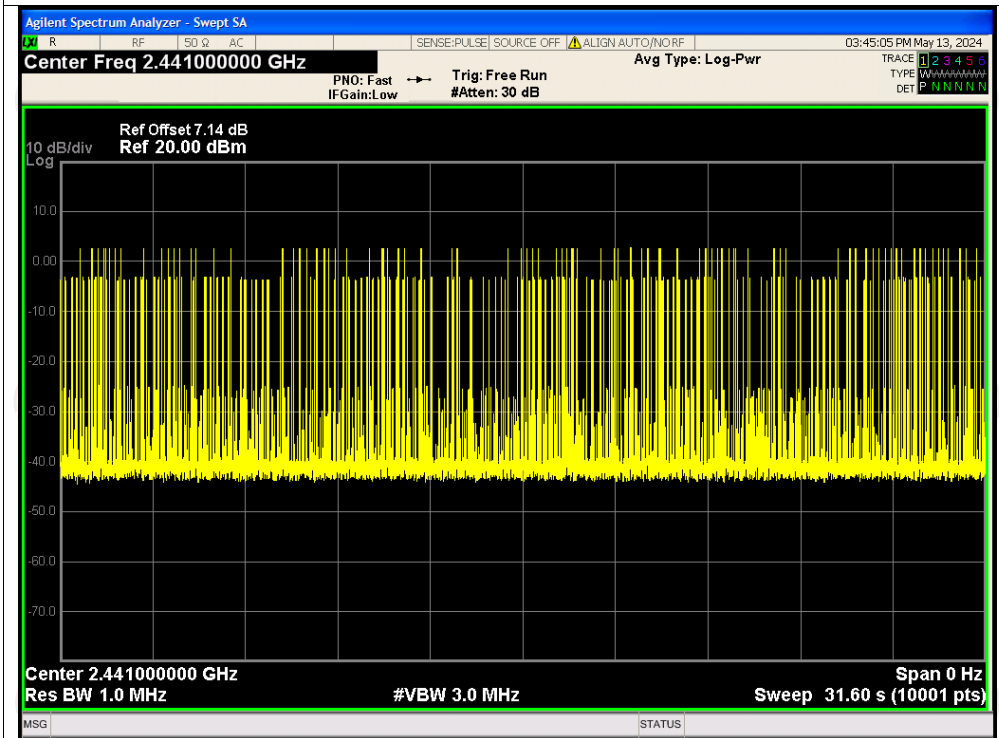 Agilent Spectrum Analyzer - Swept SA
LXI R RF 50 Ω AC SENSE:PULSE SOURCE OFF ALIGN AUTO/NO RF 03:45:05 PM May 13, 2024
Center Freq 2.441000000 GHz Avg Type: Log-Pwr TRACE 1 2 3 4 5 6
PNO: Fast Trig: Free Run TYPE WWWWWW
IFGain:Low #Atten: 30 dB DET P N N N N N
Ref Offset 7.14 dB
10 dB/div Ref 20.00 dBm
Log
10.0
0.00
-10.0
-20.0
-30.0
-40.0
-50.0
-60.0
-70.0
Center 2.441000000 GHz Span 0 Hz
Res BW 1.0 MHz #VBW 3.0 MHz Sweep 31.60 s (10001 pts)
MSG STATUS